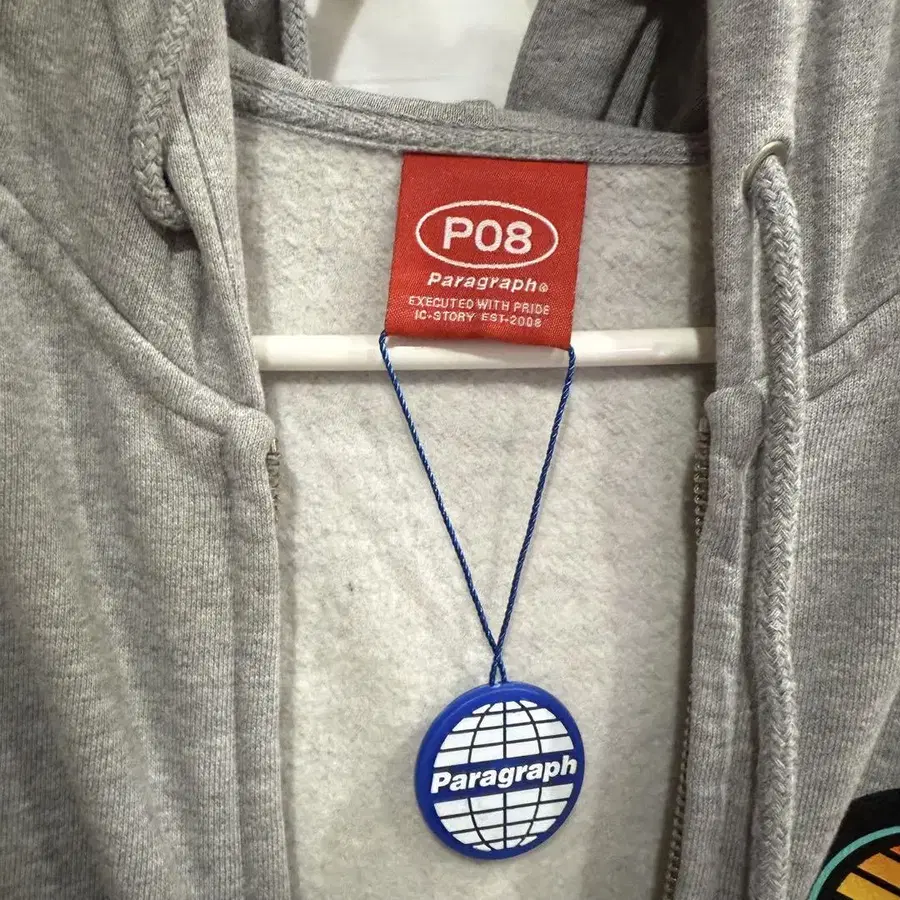 P08
Paragraph®
EXECUTED WITH PRIDE
IC-STORY EST-2008
Paragraph